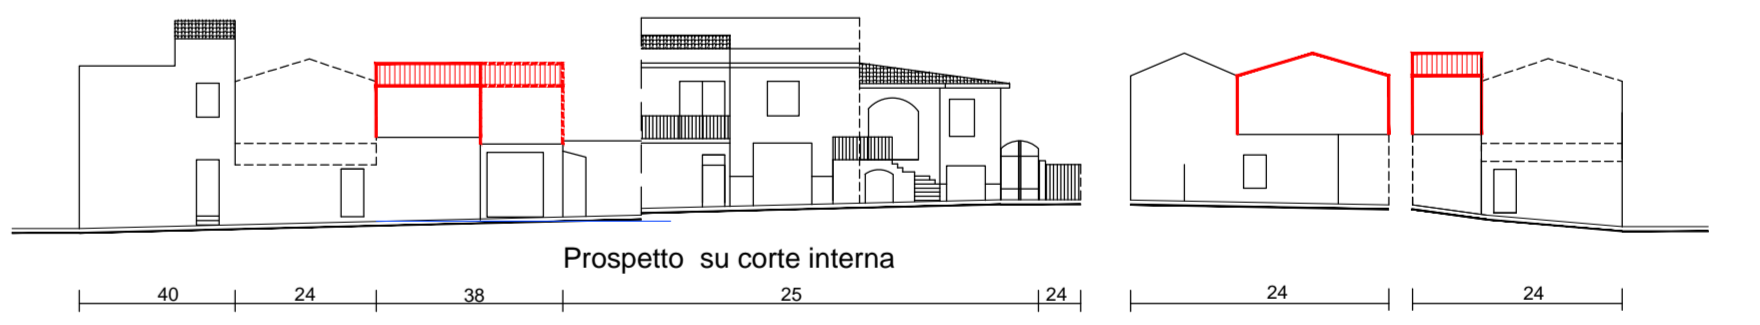 Prospetto su corte interna
40 24 38 25 24 24 24